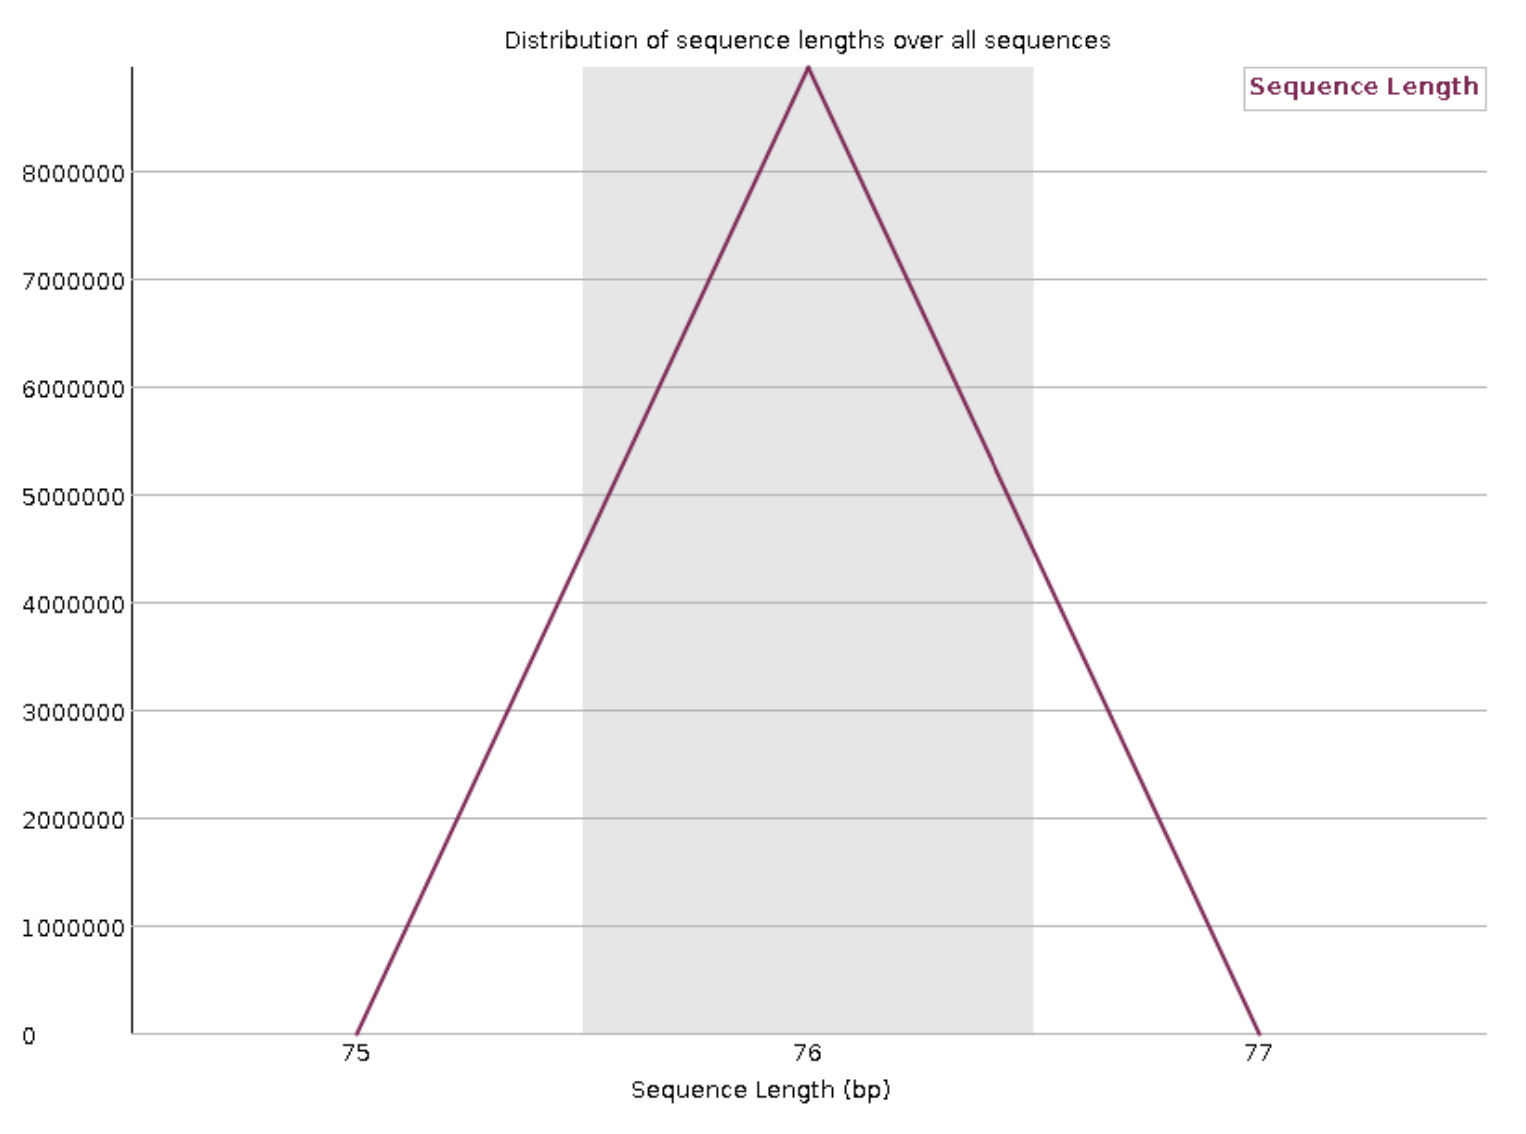 Distribution of sequence lengths over all sequences
Sequence Length
8000000
7000000
6000000
5000000
4000000
3000000
2000000
1000000
0
75 76 77
Sequence Length (bp)